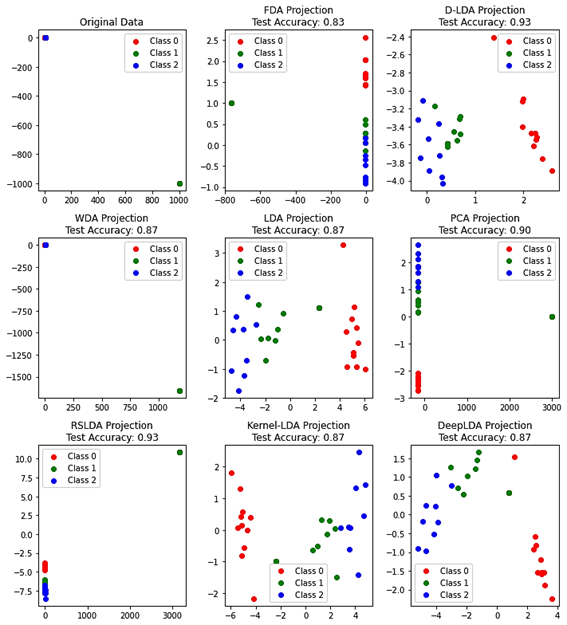 Original Data
0
−200
−400
−600
−800
−1000
0 200 400 600 800 1000
Class 0
Class 1
Class 2
FDA Projection
Test Accuracy: 0.83
2.5
2.0
1.5
1.0
0.5
0.0
−0.5
−1.0
−800 −600 −400 −200 0
Class 0
Class 1
Class 2
D-LDA Projection
Test Accuracy: 0.93
−2.4
−2.6
−2.8
−3.0
−3.2
−3.4
−3.6
−3.8
−4.0
0 1 2
Class 0
Class 1
Class 2
WDA Projection
Test Accuracy: 0.87
0
−250
−500
−750
−1000
−1250
−1500
0 250 500 750 1000
Class 0
Class 1
Class 2
LDA Projection
Test Accuracy: 0.87
3
2
1
0
−1
−4 −2 0 2 4 6
Class 0
Class 1
Class 2
PCA Projection
Test Accuracy: 0.90
2
1
0
−1
−2
−3
0 1000 2000 3000
Class 0
Class 1
Class 2
RSLDA Projection
Test Accuracy: 0.93
10.0
7.5
5.0
2.5
0.0
−2.5
−5.0
−7.5
0 1000 2000 3000
Class 0
Class 1
Class 2
Kernel-LDA Projection
Test Accuracy: 0.87
2
1
0
−1
−2
−6 −4 −2 0 2 4
Class 0
Class 1
Class 2
DeepLDA Projection
Test Accuracy: 0.87
1.5
1.0
0.5
0.0
−0.5
−1.0
−1.5
−2.0
−4 −2 0 2 4
Class 0
Class 1
Class 2